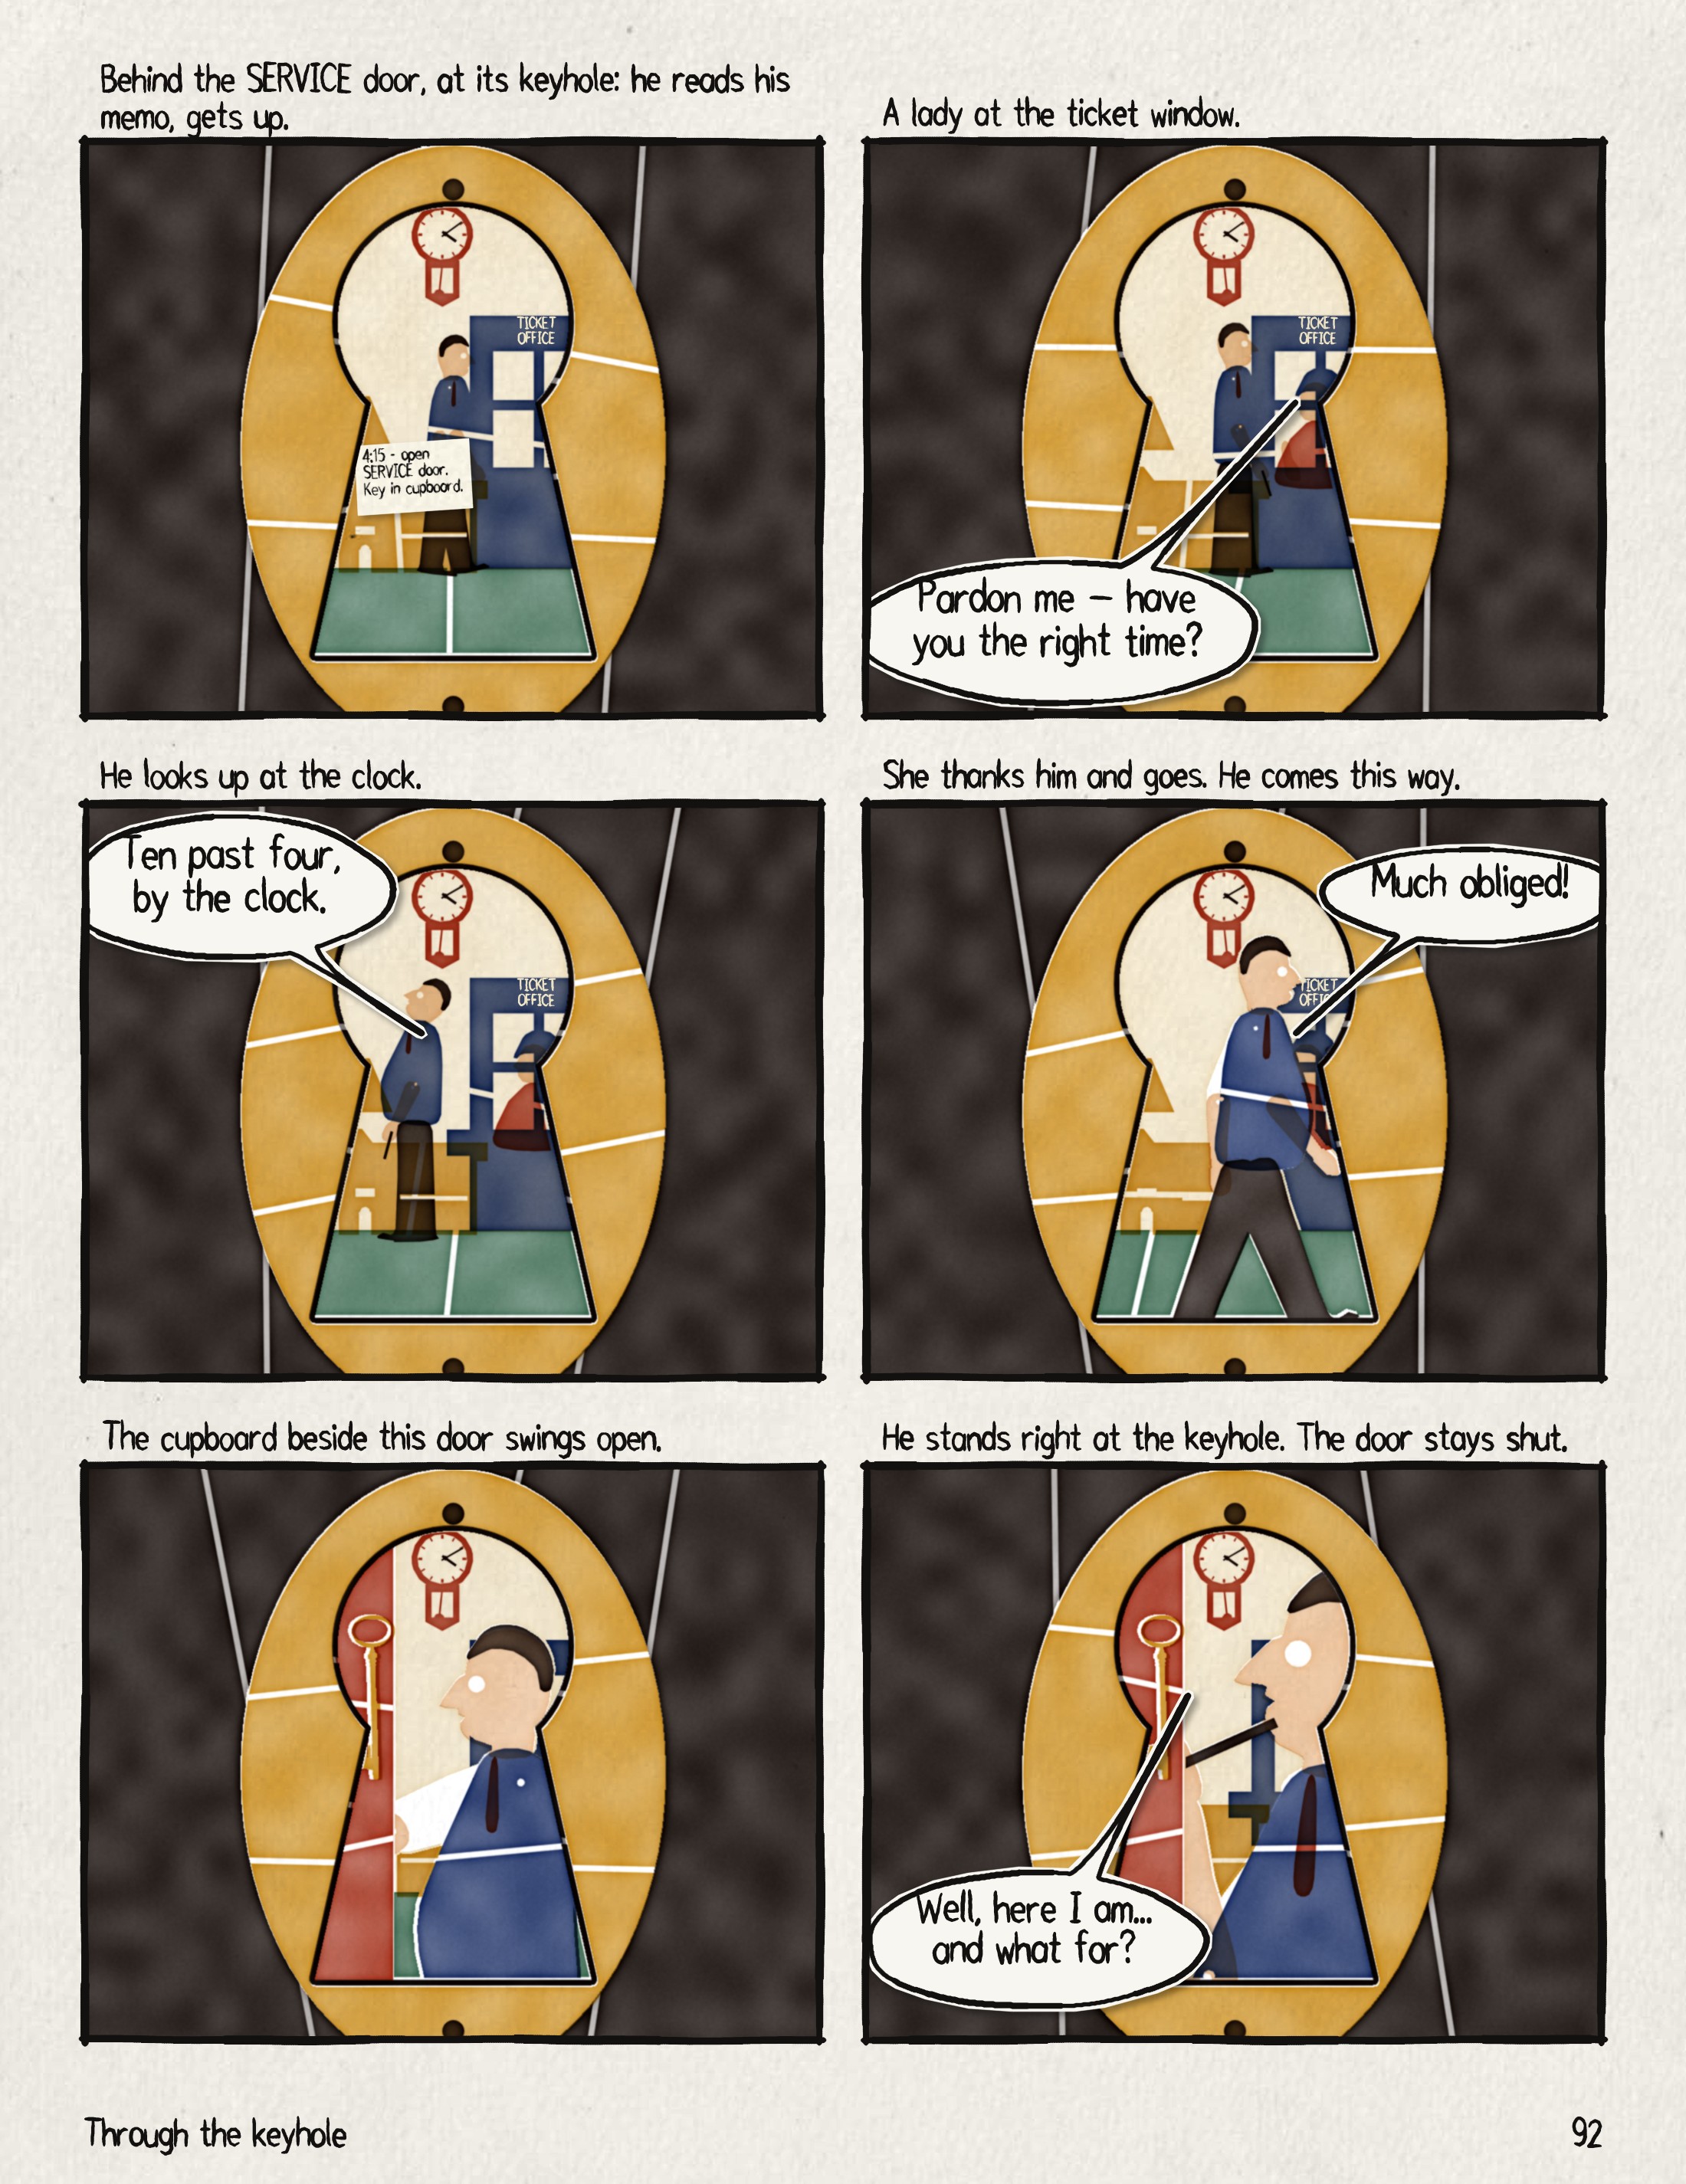 Behind the SERVICE door, at its keyhole: he reads his
memo, gets up.
TICKET
OFFICE
4:15 - open
SERVICE door.
Key in cupboard.
A lady at the ticket window.
TICKET
OFFICE
Pardon me — have
you the right time?
He looks up at the clock.
Ten past four,
by the clock.
TICKET
OFFICE
She thanks him and goes. He comes this way.
Much obliged!
TICKET
OFFIC
The cupboard beside this door swings open.
He stands right at the keyhole. The door stays shut.
Well, here I am...
and what for?
Through the keyhole
92